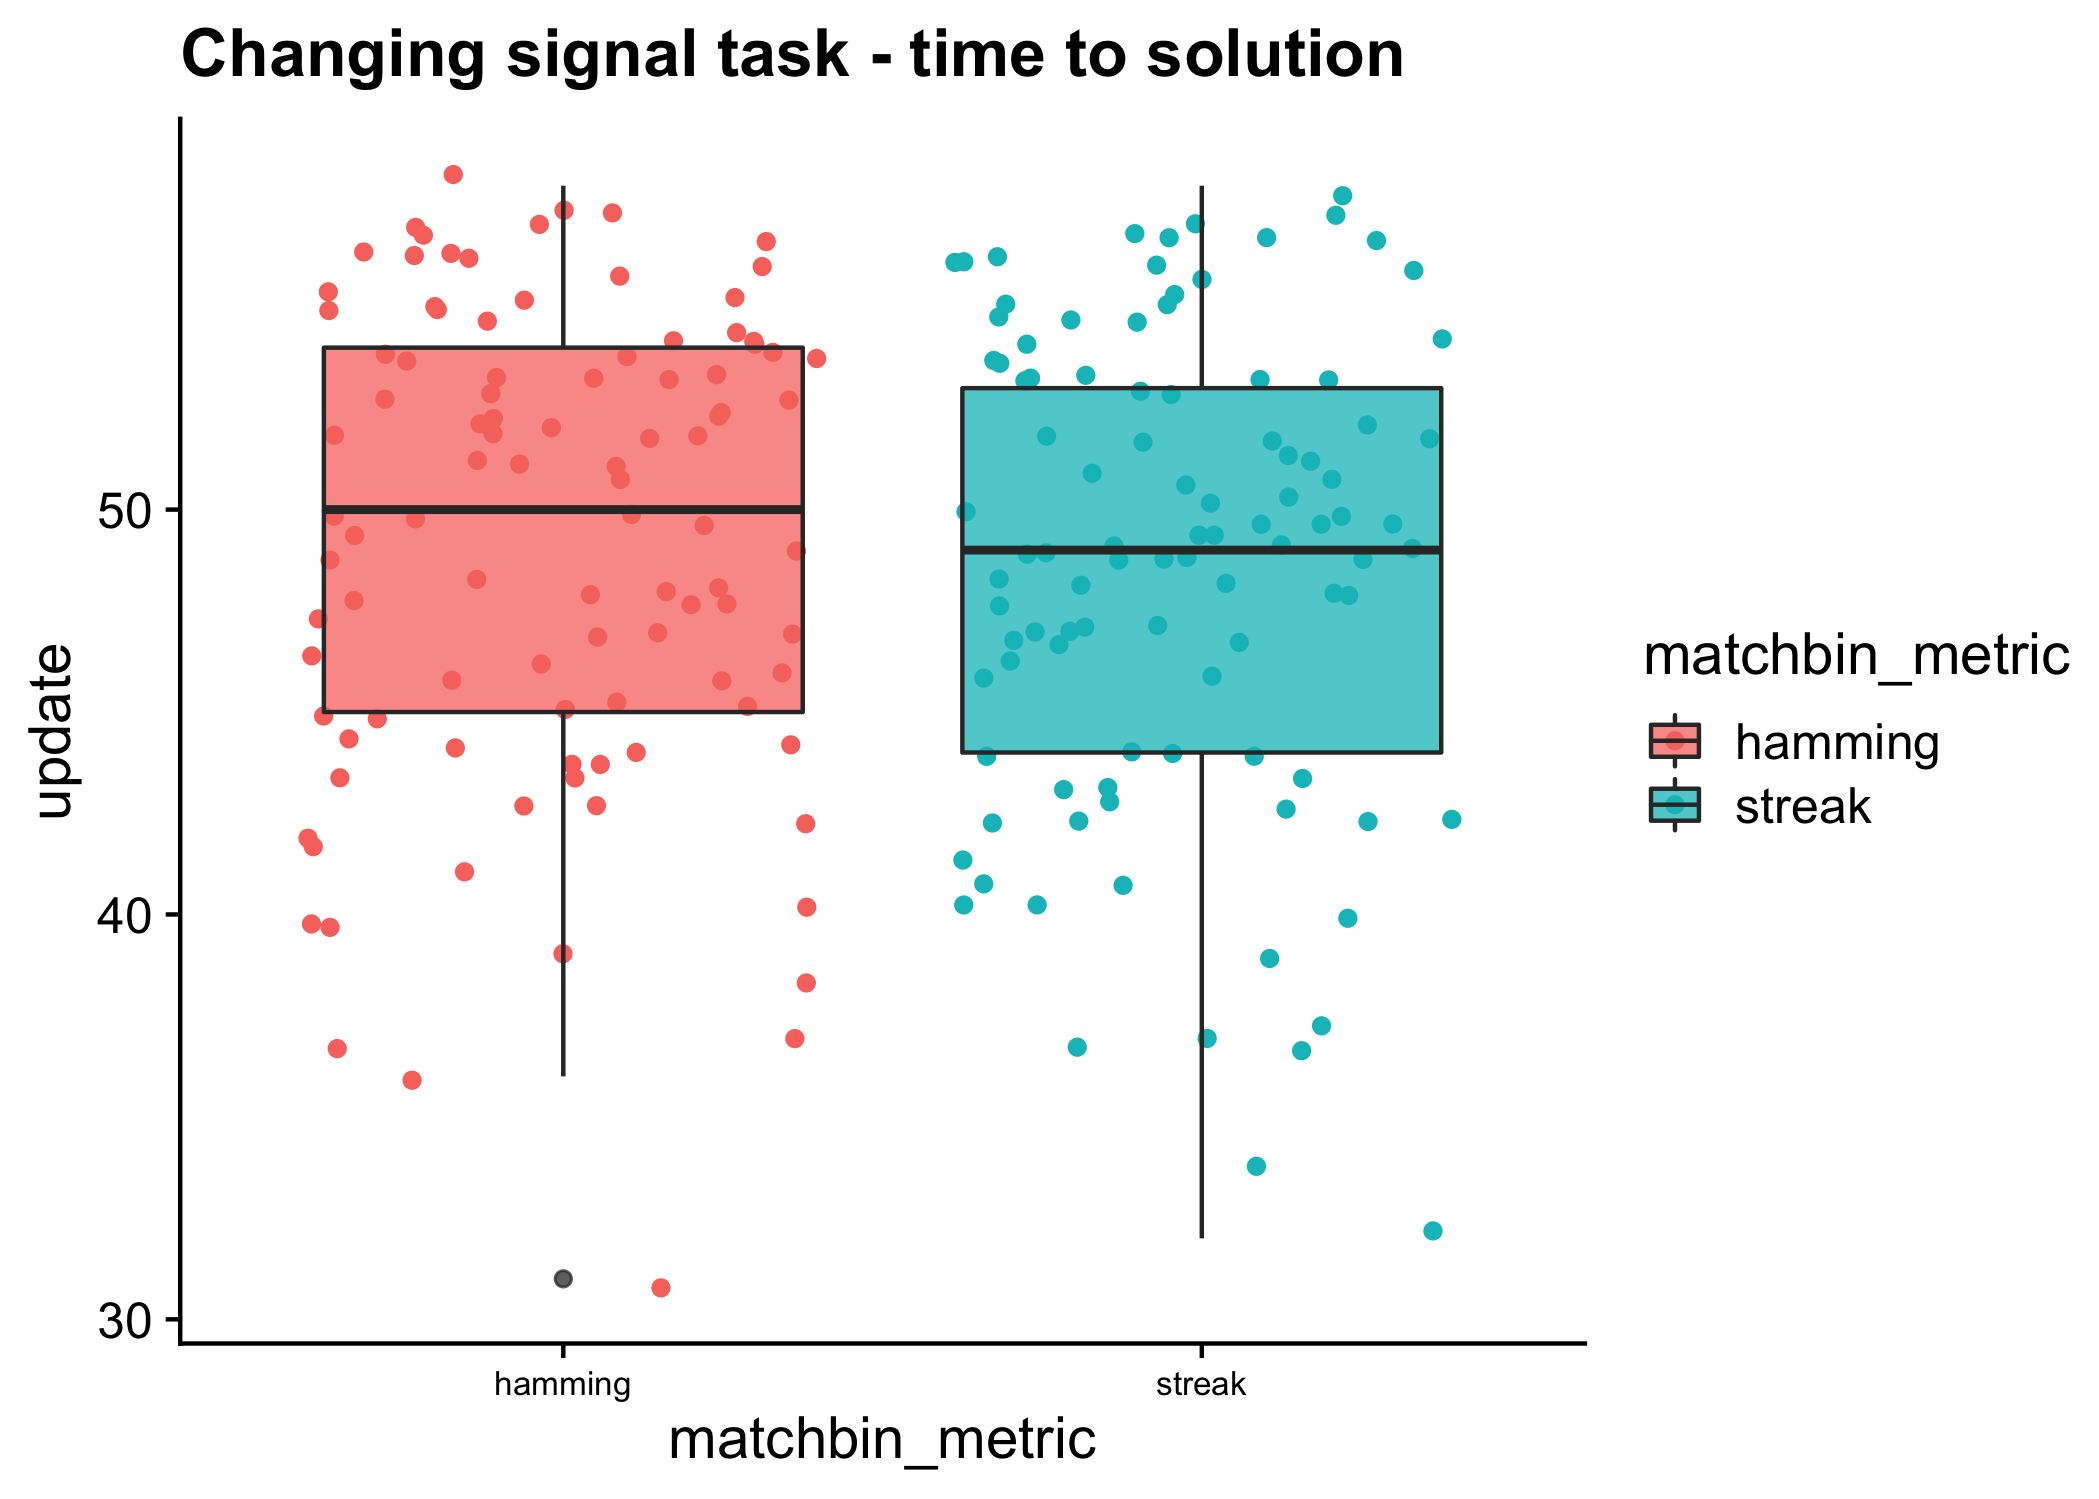 Changing signal task - time to solution
update
50
40
30
hamming
streak
matchbin_metric
matchbin_metric
hamming
streak